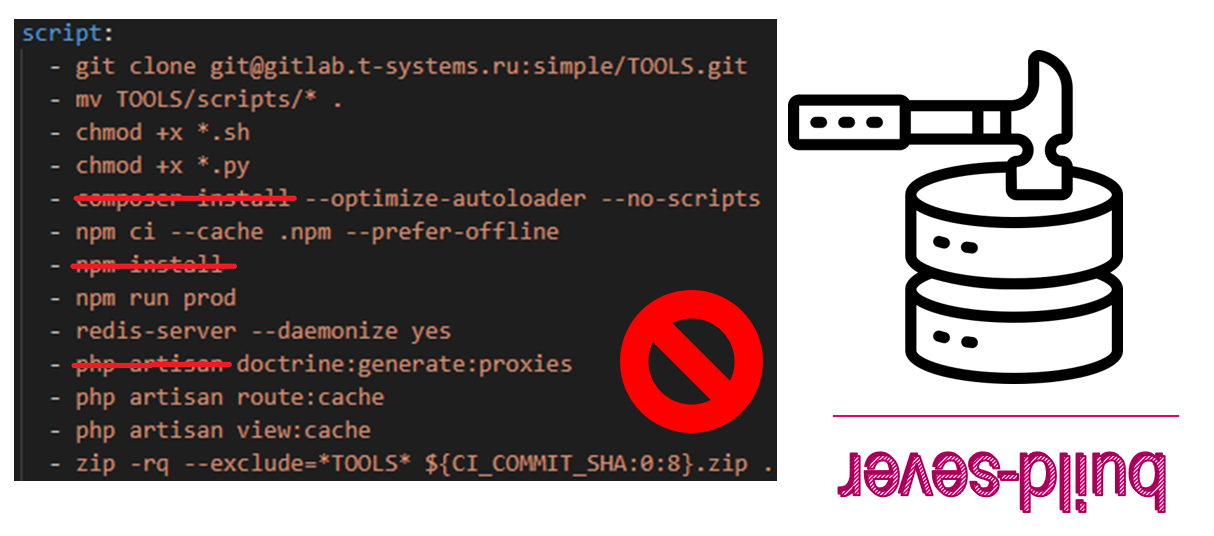 script:
- git clone git@gitlab.t-systems.ru:simple/TOOLS.git
- mv TOOLS/scripts/* .
- chmod +x *.sh
- chmod +x *.py
- composer install --optimize-autoloader --no-scripts
- npm ci --cache .npm --prefer-offline
- npm install
- npm run prod
- redis-server --daemonize yes
- php artisan doctrine:generate:proxies
- php artisan route:cache
- php artisan view:cache
- zip -rq --exclude=*TOOLS* ${CI_COMMIT_SHA:0:8}.zip .
build-sever